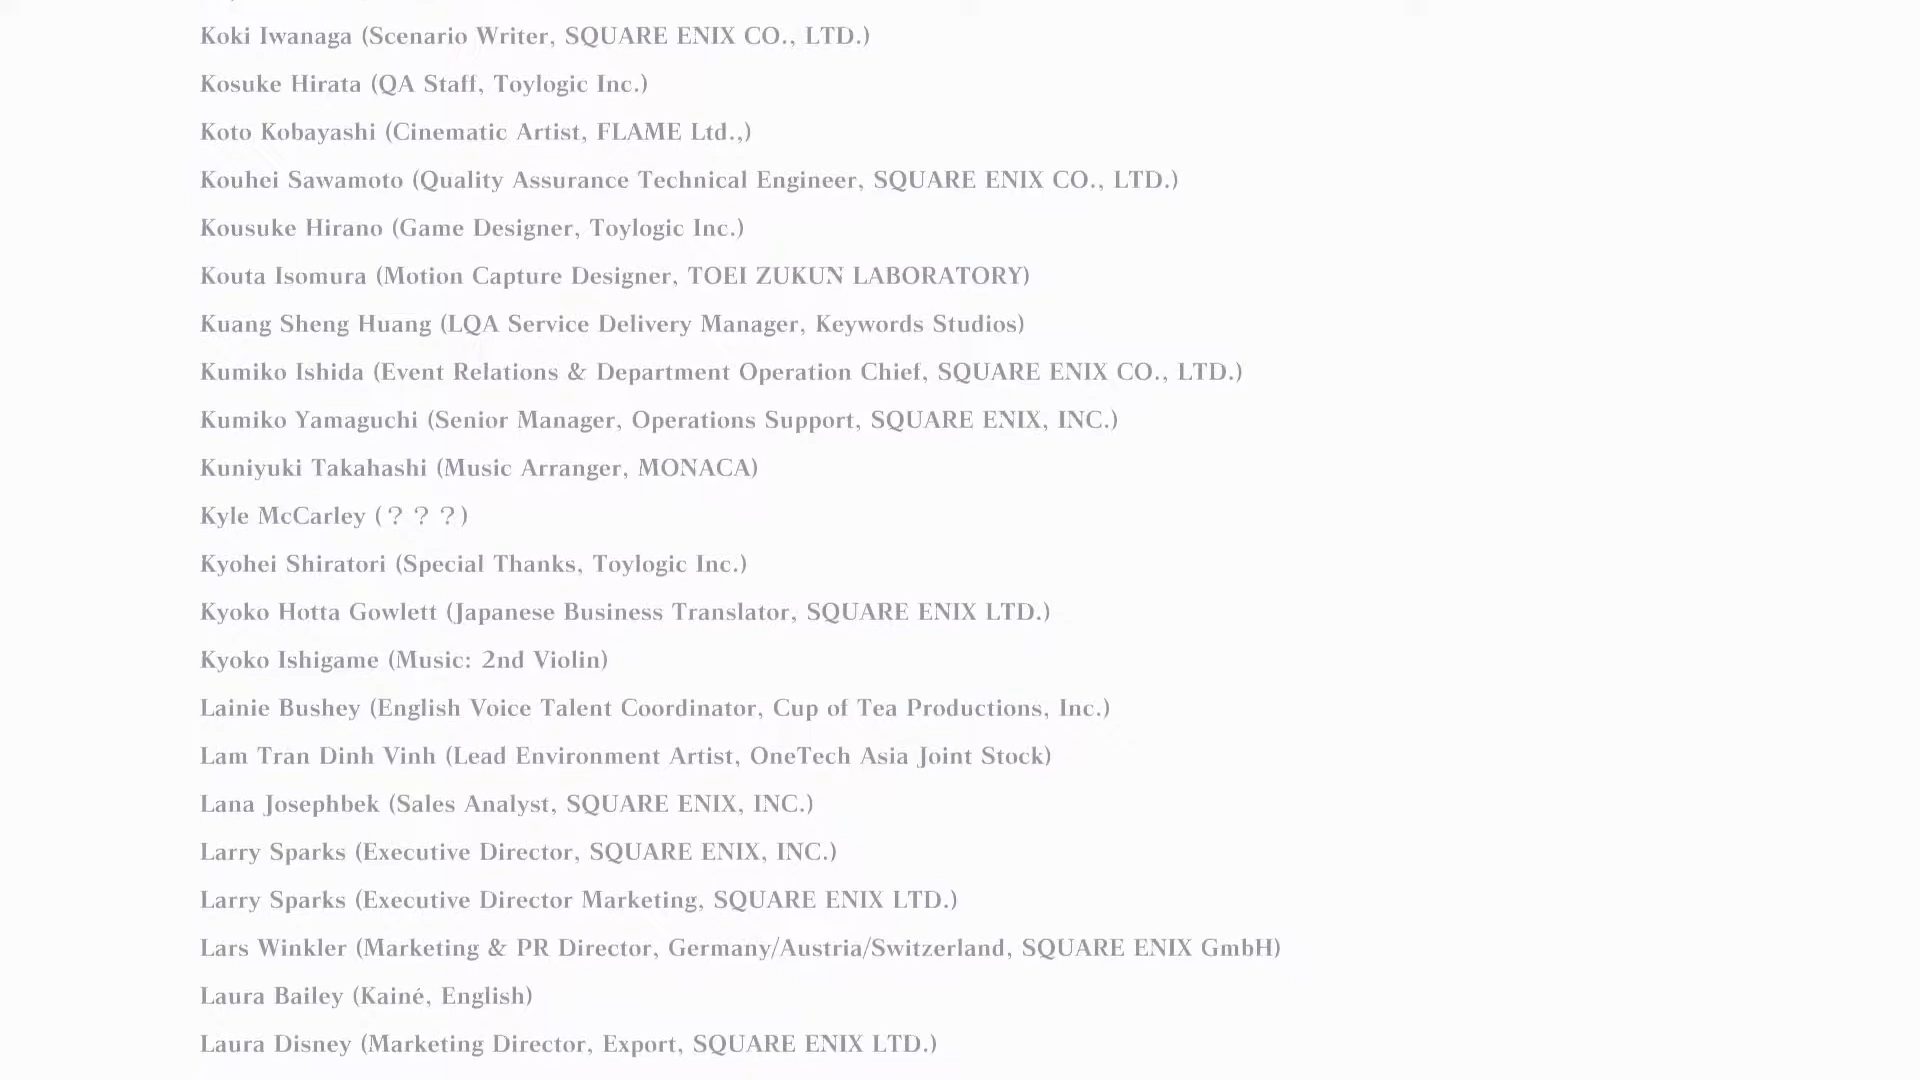 Koki Iwanaga (Scenario Writer, SQUARE ENIX CO., LTD.)
Kosuke Hirata (QA Staff, Toylogic Inc.)
Koto Kobayashi (Cinematic Artist, FLAME Ltd.,)
Kouhei Sawamoto (Quality Assurance Technical Engineer, SQUARE ENIX CO., LTD.)
Kousuke Hirano (Game Designer, Toylogic Inc.)
Kouta Isomura (Motion Capture Designer, TOEI ZUKUN LABORATORY)
Kuang Sheng Huang (LQA Service Delivery Manager, Keywords Studios)
Kumiko Ishida (Event Relations & Department Operation Chief, SQUARE ENIX CO., LTD.)
Kumiko Yamaguchi (Senior Manager, Operations Support, SQUARE ENIX, INC.)
Kuniyuki Takahashi (Music Arranger, MONACA)
Kyle McCarley (？？？)
Kyohei Shiratori (Special Thanks, Toylogic Inc.)
Kyoko Hotta Gowlett (Japanese Business Translator, SQUARE ENIX LTD.)
Kyoko Ishigame (Music: 2nd Violin)
Lainie Bushey (English Voice Talent Coordinator, Cup of Tea Productions, Inc.)
Lam Tran Dinh Vinh (Lead Environment Artist, OneTech Asia Joint Stock)
Lana Josephbek (Sales Analyst, SQUARE ENIX, INC.)
Larry Sparks (Executive Director, SQUARE ENIX, INC.)
Larry Sparks (Executive Director Marketing, SQUARE ENIX LTD.)
Lars Winkler (Marketing & PR Director, Germany/Austria/Switzerland, SQUARE ENIX GmbH)
Laura Bailey (Kainé, English)
Laura Disney (Marketing Director, Export, SQUARE ENIX LTD.)